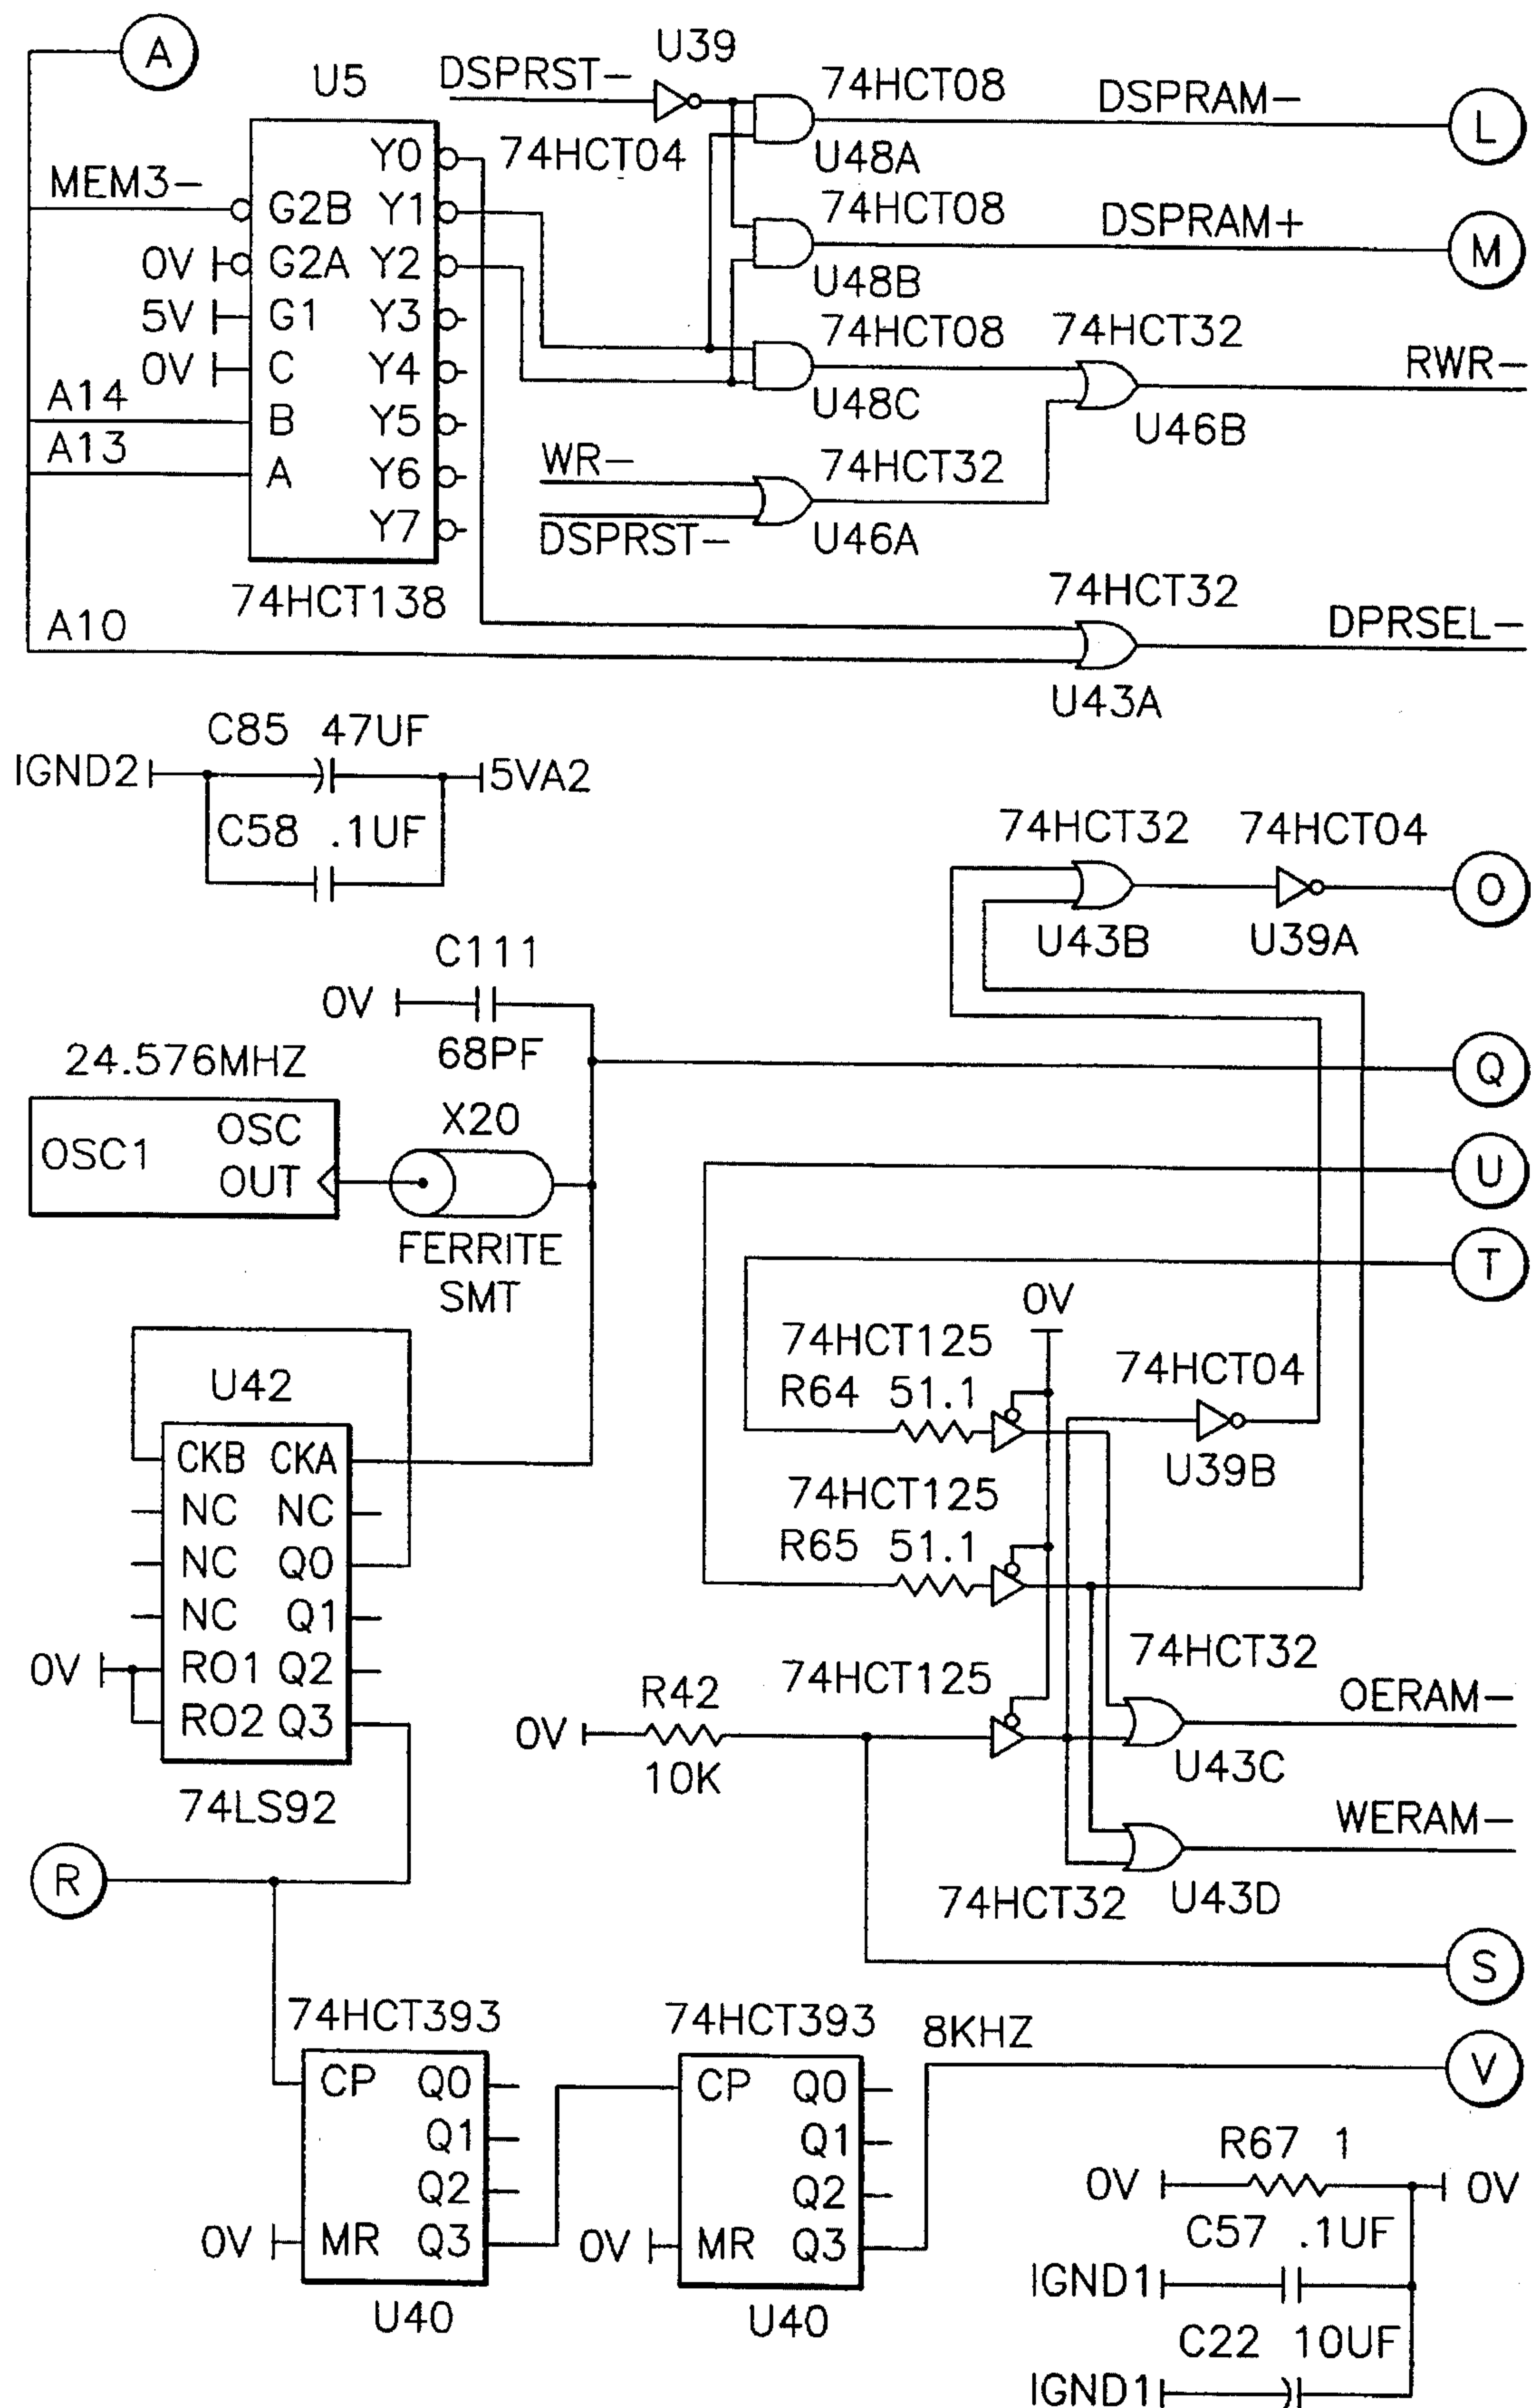 A
U5
DSPRST-
U39
74HCT04
74HCT08
U48A
DSPRAM-
L
MEM3-
0V
5V
0V
A14
A13
G2B
G2A
G1
C
B
A
Y0
Y1
Y2
Y3
Y4
Y5
Y6
Y7
74HCT138
74HCT08
U48B
DSPRAM+
M
74HCT08
U48C
74HCT32
U46B
RWR-
WR-
DSPRST-
74HCT32
U46A
A10
74HCT32
U43A
DPRSEL-
C85 47UF
IGND2
5VA2
C58 .1UF
74HCT32
U43B
74HCT04
U39A
O
C111
0V
68PF
Q
24.576MHZ
OSC1
OSC
OUT
X20
FERRITE
SMT
U
T
0V
74HCT125
R64 51.1
74HCT04
U39B
74HCT125
R65 51.1
U42
CKB CKA
NC NC
NC Q0
NC Q1
0V
RO1 Q2
RO2 Q3
74LS92
R42
0V
10K
74HCT125
74HCT32
U43C
OERAM-
WERAM-
74HCT32
U43D
R
S
74HCT393
CP Q0
Q1
Q2
0V
MR Q3
U40
74HCT393
CP Q0
Q1
Q2
0V
MR Q3
U40
8KHZ
V
R67 1
0V
0V
C57 .1UF
IGND1
C22 10UF
IGND1